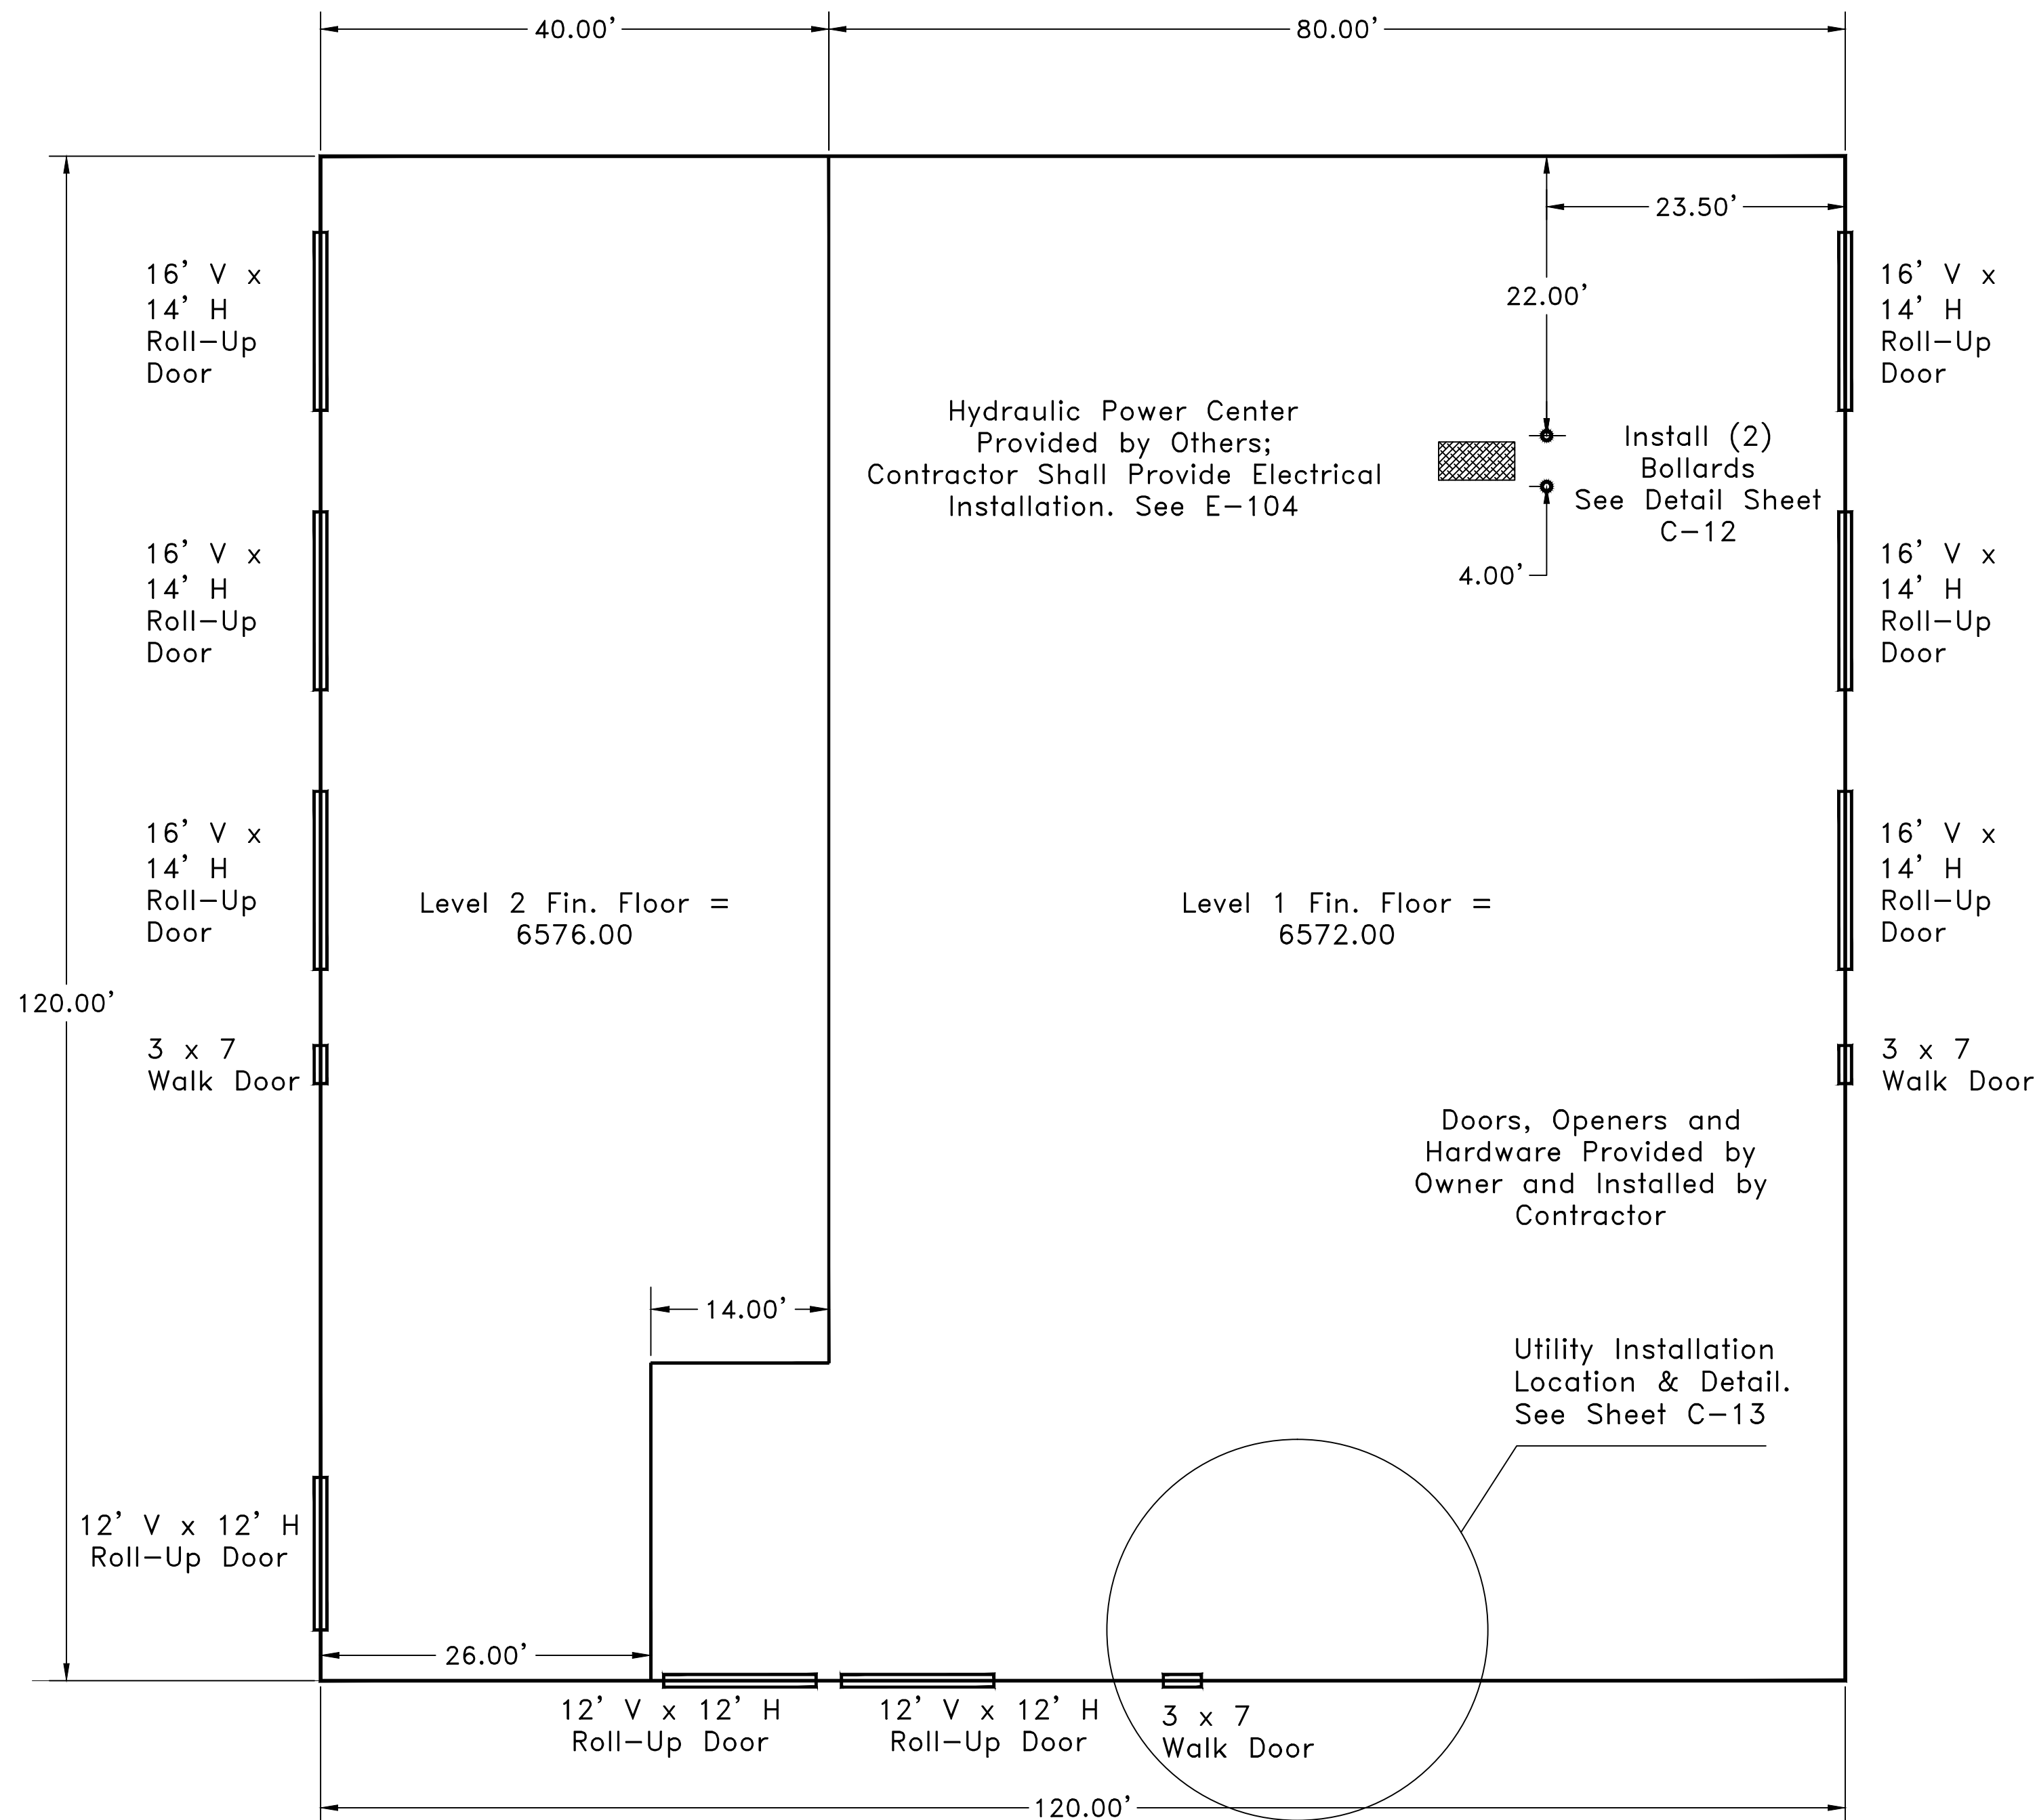 40.00'
80.00'
23.50'
22.00'
16' V x
14' H
Roll-Up
Door
16' V x
14' H
Roll-Up
Door
Hydraulic Power Center
Provided by Others;
Contractor Shall Provide Electrical
Installation. See E-104
Install (2)
Bollards
See Detail Sheet
C-12
4.00'
16' V x
14' H
Roll-Up
Door
16' V x
14' H
Roll-Up
Door
16' V x
14' H
Roll-Up
Door
Level 2 Fin. Floor =
6576.00
Level 1 Fin. Floor =
6572.00
16' V x
14' H
Roll-Up
Door
120.00'
3 x 7
Walk Door
3 x 7
Walk Door
Doors, Openers and
Hardware Provided by
Owner and Installed by
Contractor
14.00'
Utility Installation
Location & Detail.
See Sheet C-13
12' V x 12' H
Roll-Up Door
26.00'
12' V x 12' H
Roll-Up Door
12' V x 12' H
Roll-Up Door
3 x 7
Walk Door
120.00'